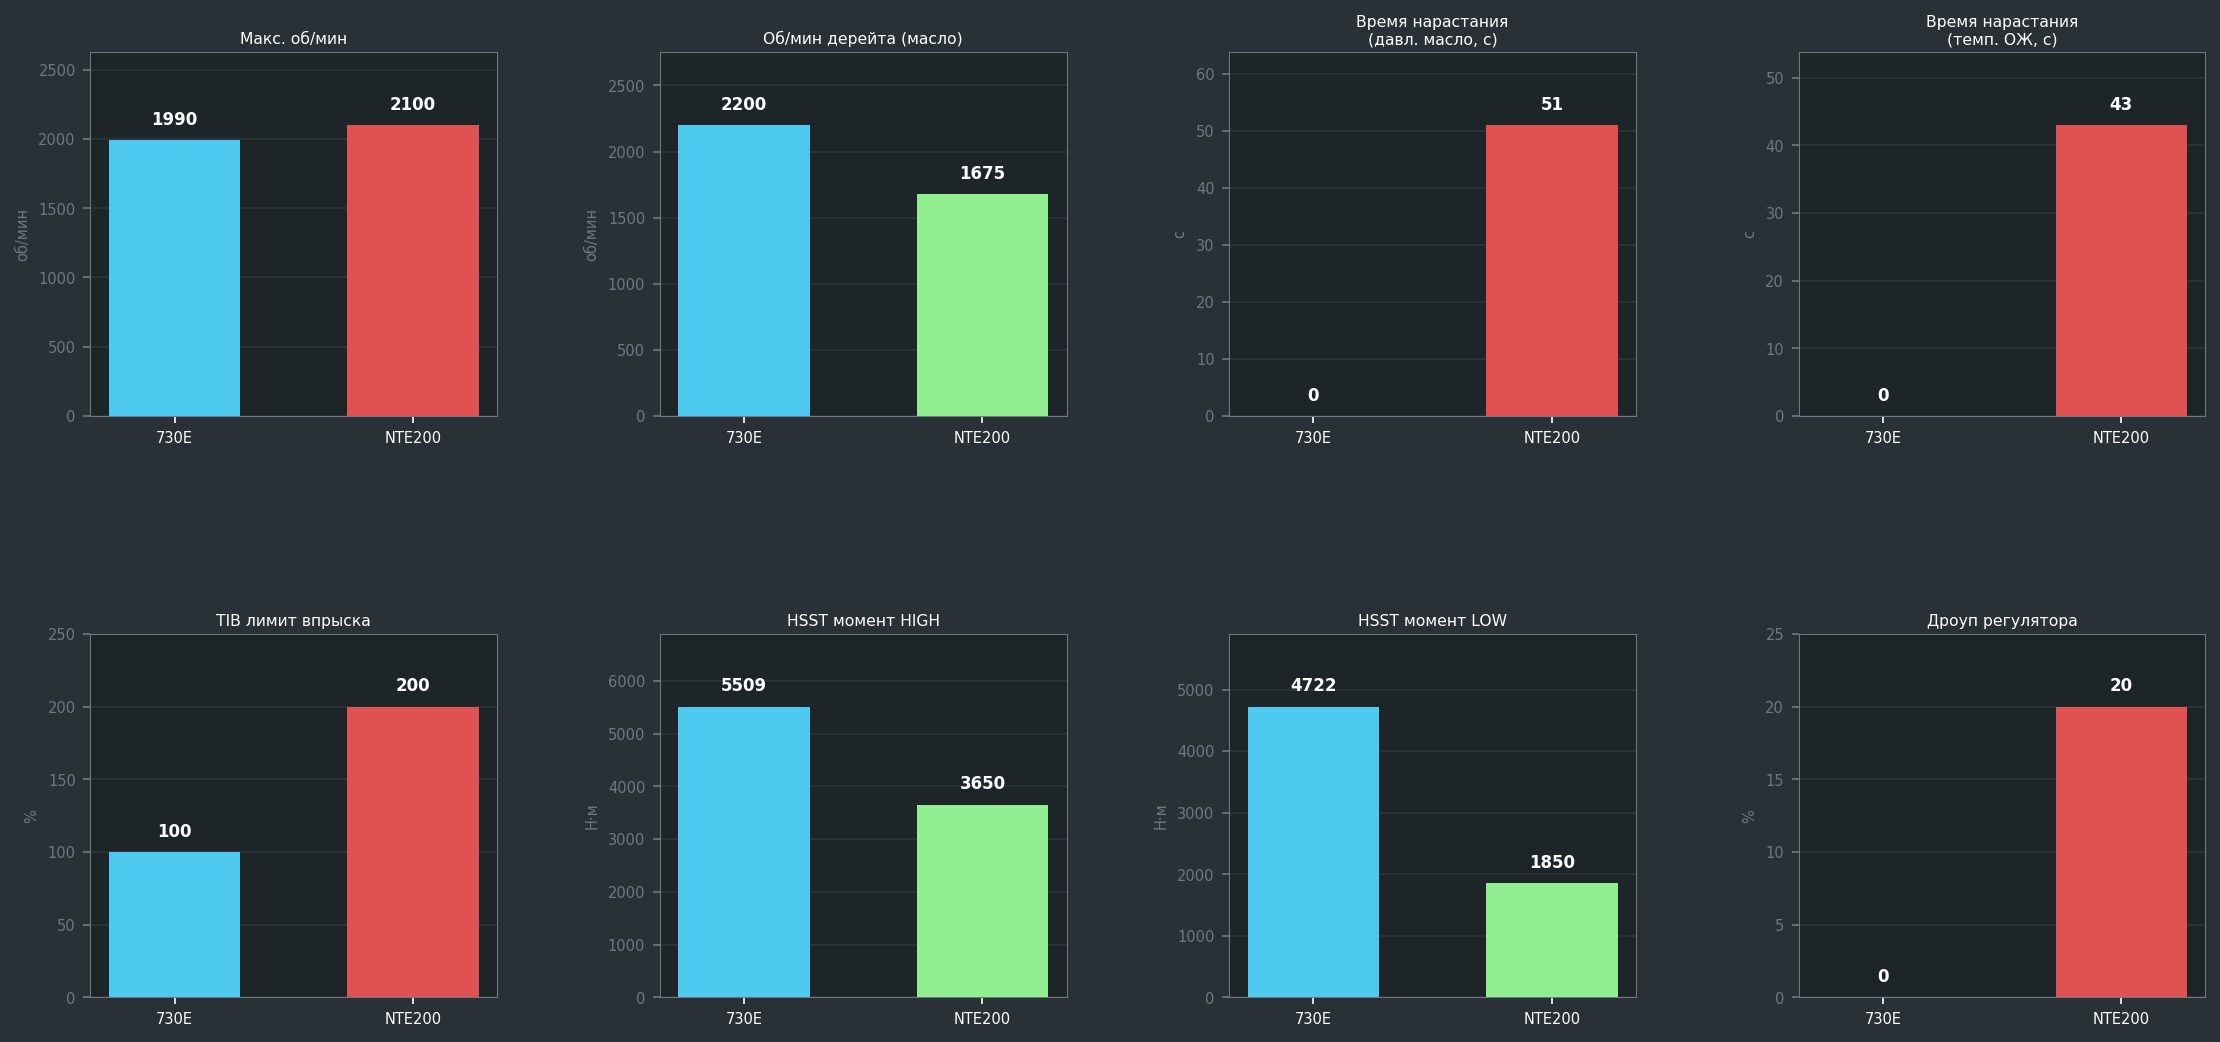 Макс. об/мин
об/мин
2500
2000
1500
1000
500
0
1990
2100
730E
NTE200
Об/мин дерейта (масло)
об/мин
2500
2000
1500
1000
500
0
2200
1675
730E
NTE200
Время нарастания
(давл. масло, с)
с
60
50
40
30
20
10
0
0
51
730E
NTE200
Время нарастания
(темп. ОЖ, с)
с
50
40
30
20
10
0
0
43
730E
NTE200
TIB лимит впрыска
%
250
200
150
100
50
0
100
200
730E
NTE200
HSST момент HIGH
Н·м
6000
5000
4000
3000
2000
1000
0
5509
3650
730E
NTE200
HSST момент LOW
Н·м
5000
4000
3000
2000
1000
0
4722
1850
730E
NTE200
Дроуп регулятора
%
25
20
15
10
5
0
0
20
730E
NTE200